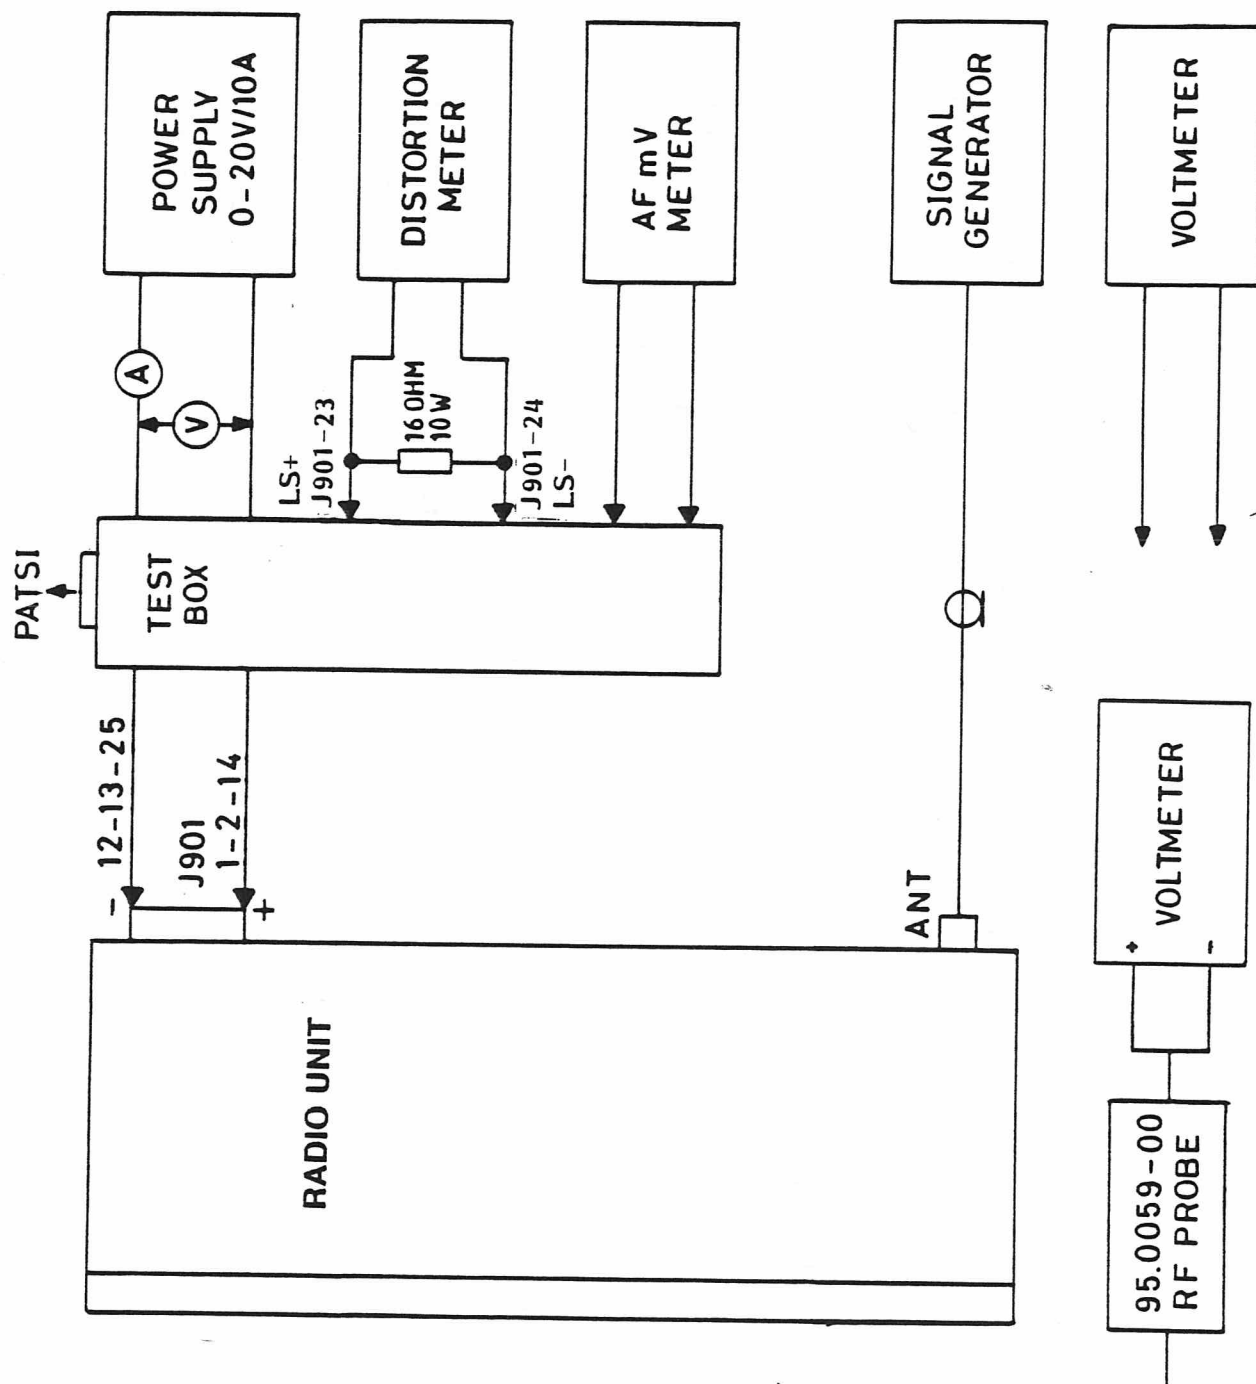 RADIO UNIT
-
12-13-25
J901
1-2-14
+
ANT
PATSI
TEST
BOX
A
V
POWER
SUPPLY
0-20V/10A
LS+
J901-23
16 OHM
10W
J901-24
LS-
DISTORTION
METER
AF mV
METER
SIGNAL
GENERATOR
VOLTMETER
95.0059-00
RF PROBE
+
VOLTMETER
-